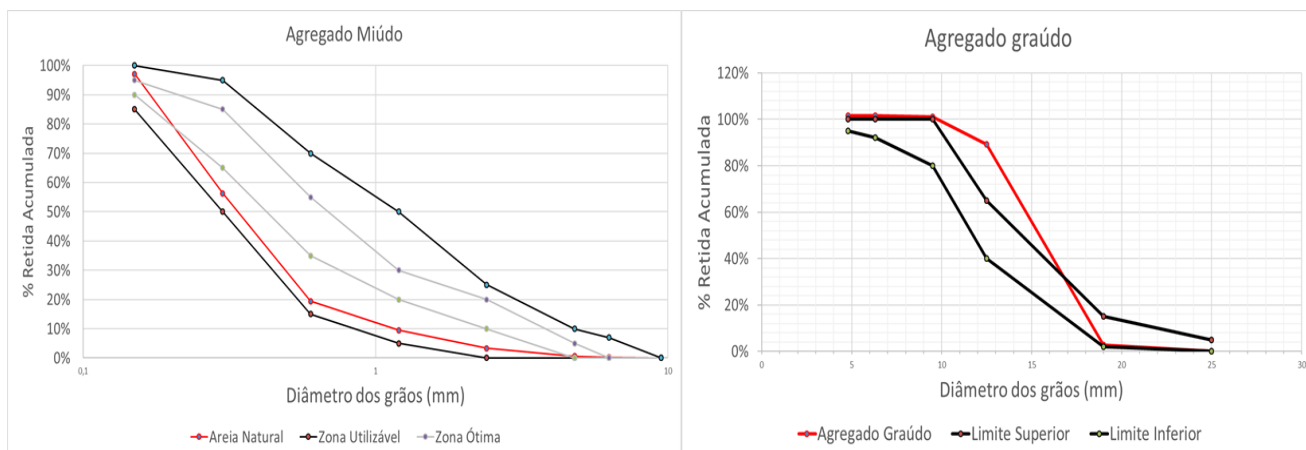 Agregado Miúdo
% Retida Acumulada
100%
90%
80%
70%
60%
50%
40%
30%
20%
10%
0%
0,1
1
10
Diâmetro dos grãos (mm)
Areia Natural
Zona Utilizável
Zona Ótima
Agregado graúdo
% Retida Acumulada
120%
100%
80%
60%
40%
20%
0%
0
5
10
15
20
25
30
Diâmetro dos grãos (mm)
Agregado Graúdo
Limite Superior
Limite Inferior